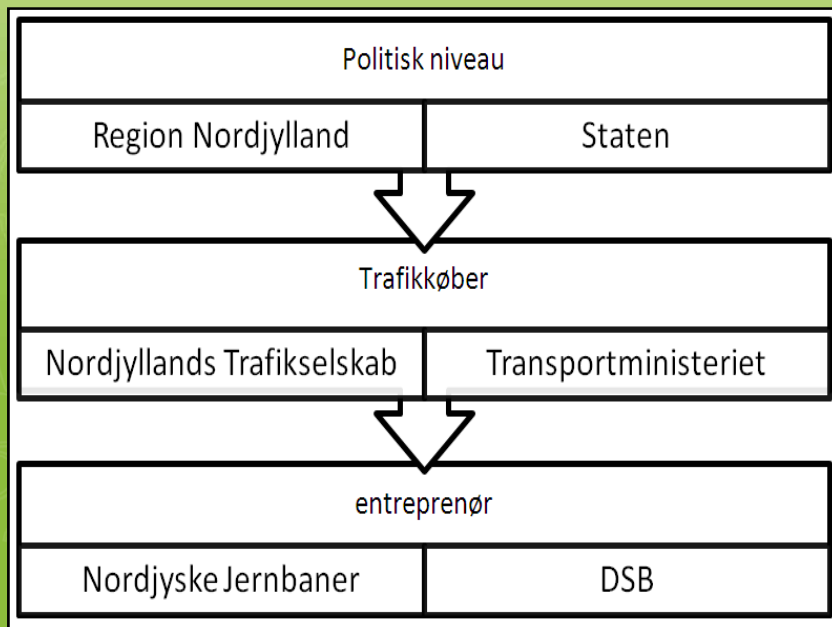 Politisk niveau
Region Nordjylland Staten
Trafikkøber
Nordjyllands Trafikselskab Transportministeriet
entreprenør
Nordjyske Jernbaner DSB